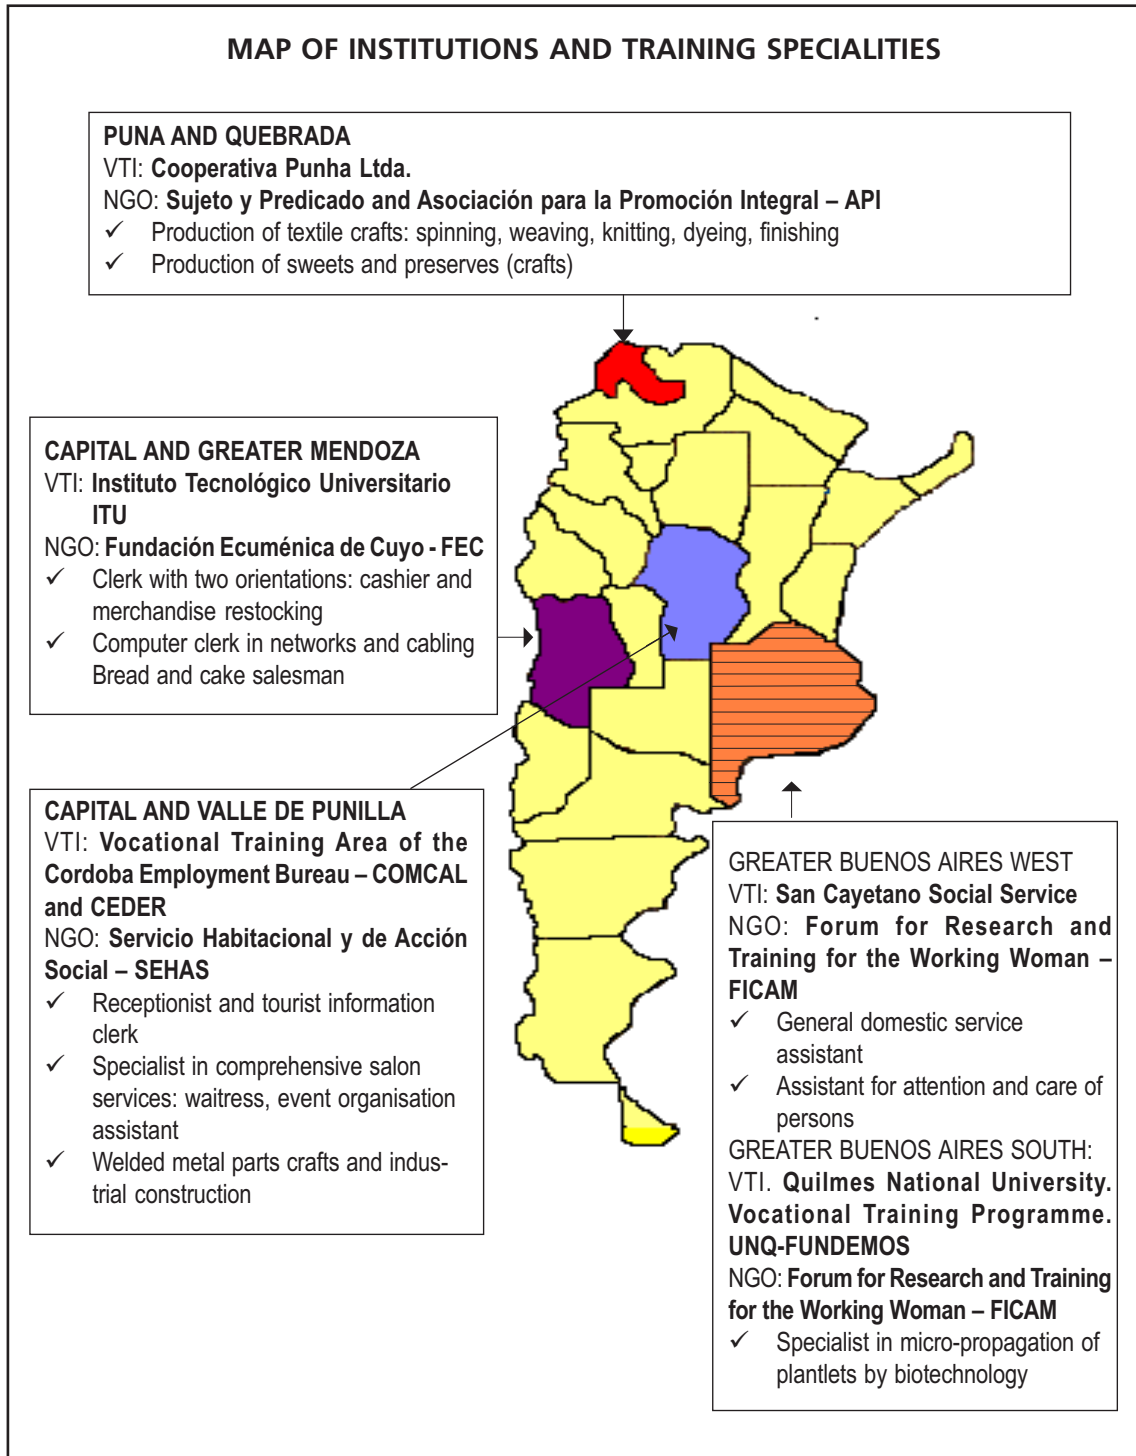 MAP OF INSTITUTIONS AND TRAINING SPECIALITIES
PUNA AND QUEBRADA
VTI: Cooperativa Punha Ltda.
NGO: Sujeto y Predicado and Asociación para la Promoción Integral – API
✓ Production of textile crafts: spinning, weaving, knitting, dyeing, finishing
✓ Production of sweets and preserves (crafts)
CAPITAL AND GREATER MENDOZA
VTI: Instituto Tecnológico Universitario
ITU
NGO: Fundación Ecuménica de Cuyo - FEC
✓ Clerk with two orientations: cashier and
merchandise restocking
✓ Computer clerk in networks and cabling
Bread and cake salesman
CAPITAL AND VALLE DE PUNILLA
VTI: Vocational Training Area of the
Cordoba Employment Bureau – COMCAL
and CEDER
NGO: Servicio Habitacional y de Acción
Social – SEHAS
✓ Receptionist and tourist information
clerk
✓ Specialist in comprehensive salon
services: waitress, event organisation
assistant
✓ Welded metal parts crafts and indus-
trial construction
GREATER BUENOS AIRES WEST
VTI: San Cayetano Social Service
NGO: Forum for Research and
Training for the Working Woman –
FICAM
✓ General domestic service
assistant
✓ Assistant for attention and care of
persons
GREATER BUENOS AIRES SOUTH:
VTI. Quilmes National University.
Vocational Training Programme.
UNQ-FUNDEMOS
NGO: Forum for Research and Training
for the Working Woman – FICAM
✓ Specialist in micro-propagation of
plantlets by biotechnology